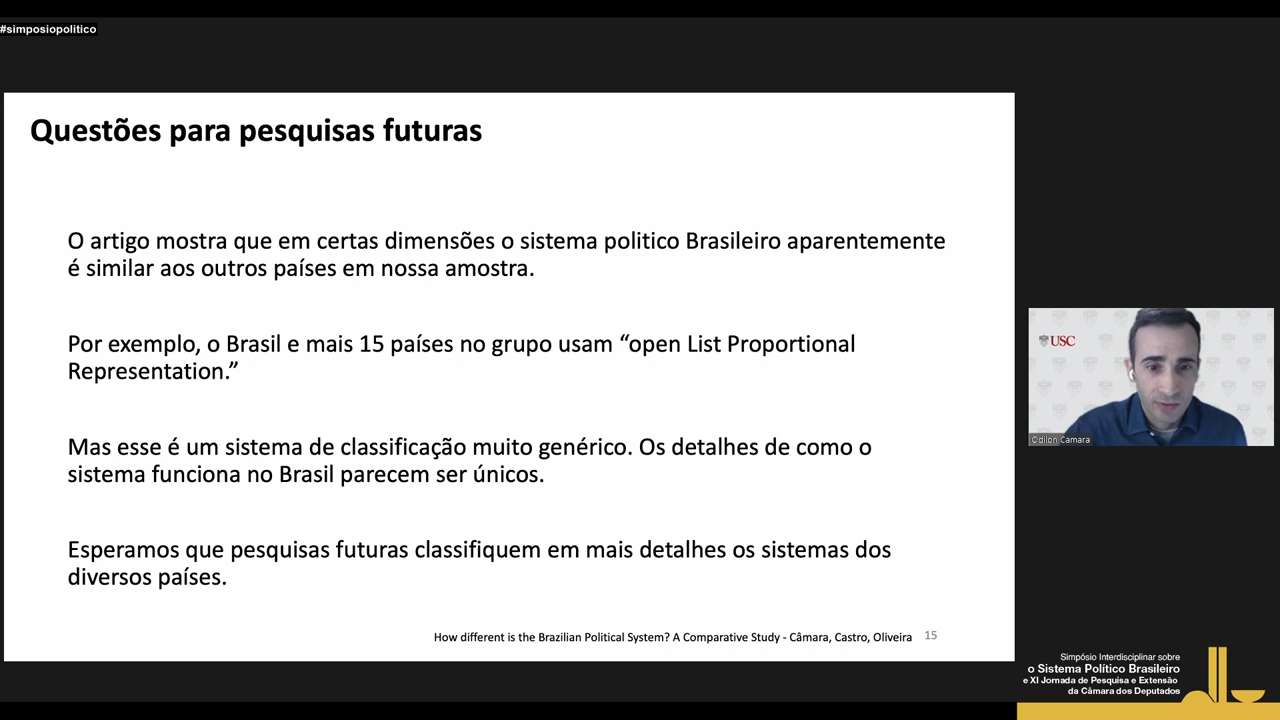 #simposiopolitico
Questões para pesquisas futuras
O artigo mostra que em certas dimensões o sistema politico Brasileiro aparentemente
é similar aos outros países em nossa amostra.
Por exemplo, o Brasil e mais 15 países no grupo usam “open List Proportional
Representation.”
Mas esse é um sistema de classificação muito genérico. Os detalhes de como o
sistema funciona no Brasil parecem ser únicos.
Esperamos que pesquisas futuras classifiquem em mais detalhes os sistemas dos
diversos países.
How different is the Brazilian Political System? A Comparative Study - Câmara, Castro, Oliveira 15
USC
Odilon Camara
Simpósio Interdisciplinar sobre
o Sistema Político Brasileiro
e XI Jornada de Pesquisa e Extensão
da Câmara dos Deputados